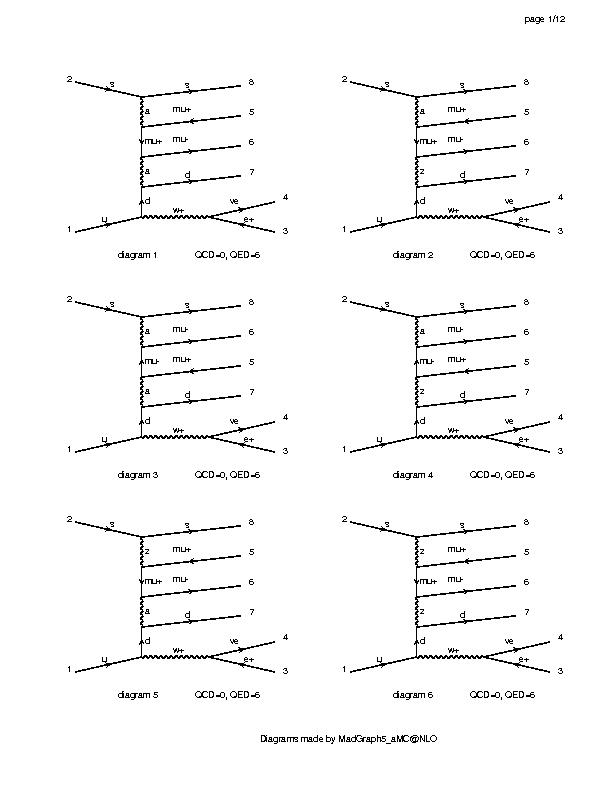 page 1/12
2 s s 8
a mu+ 5
mu+ mu- 6
a d 7
d ve 4
w+
1 u e+ 3
diagram 1 QCD=0, QED=6
2 s s 8
a mu+ 5
mu+ mu- 6
z d 7
d ve 4
w+
1 u e+ 3
diagram 2 QCD=0, QED=6
2 s s 8
a mu- 6
mu- mu+ 5
a d 7
d ve 4
w+
1 u e+ 3
diagram 3 QCD=0, QED=6
2 s s 8
a mu- 6
mu- mu+ 5
z d 7
d ve 4
w+
1 u e+ 3
diagram 4 QCD=0, QED=6
2 s s 8
z mu+ 5
mu+ mu- 6
a d 7
d ve 4
w+
1 u e+ 3
diagram 5 QCD=0, QED=6
2 s s 8
z mu+ 5
mu+ mu- 6
z d 7
d ve 4
w+
1 u e+ 3
diagram 6 QCD=0, QED=6
Diagrams made by MadGraph5_aMC@NLO